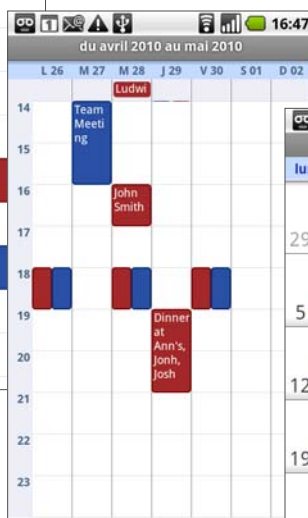 16:47
du avril 2010 au mai 2010
L 26 M 27 M 28 J 29 V 30 S 01 D 02
Ludwi
14
Team
Meeti
ng
15
16
John
Smith
17
18
19
Dinner
at
Ann's,
Jonh,
Josh
20
21
22
23
lu
29
5
12
19